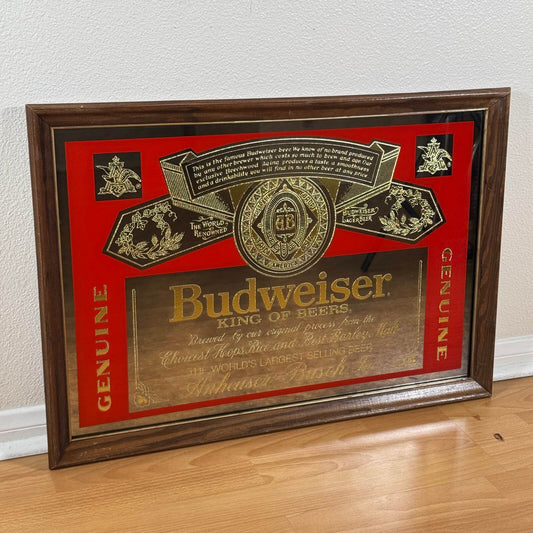 This is the famous Budweiser beer. We know of no brand produced
by any other brewer which costs so much to brew and age. Our
exclusive Beechwood Aging produces a taste, a smoothness
and a drinkability you will find in no other beer at any price.
THE WORLD
RENOWNED
BUDWEISER
LAGER BEER
AMERICA
GENUINE
GENUINE
Budweiser
KING OF BEERS
Brewed by our original process from the
Choicest Hops, Rice and Best Barley Malt
THE WORLD'S LARGEST SELLING BEER
Anheuser-Busch,